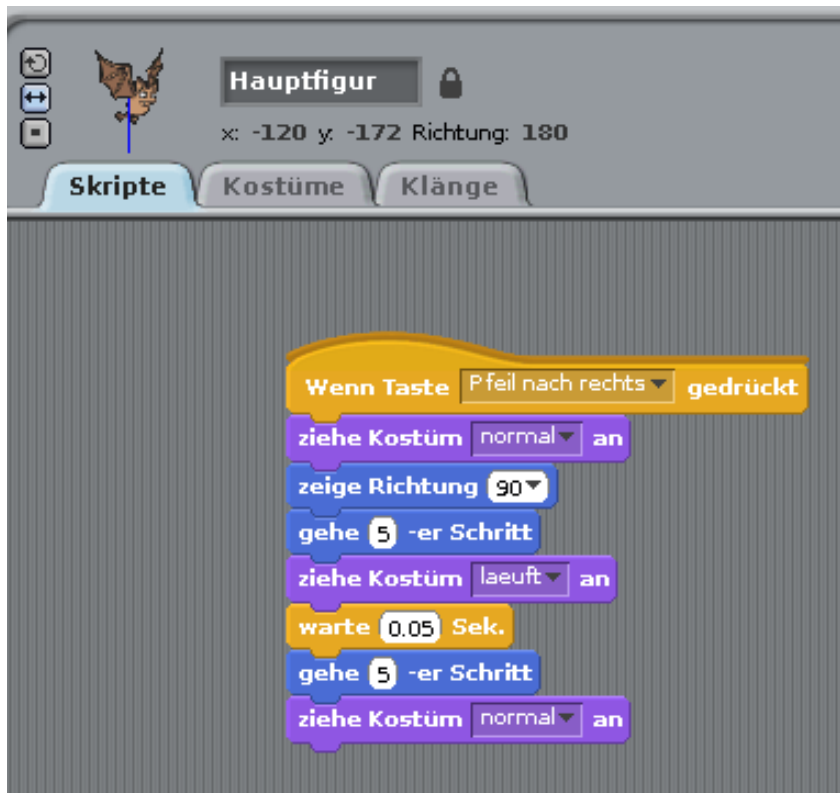 Hauptfigur
x: -120 y: -172 Richtung: 180
Skripte Kostüme Klänge
Wenn Taste Pfeil nach rechts gedrückt
ziehe Kostüm normal an
zeige Richtung 90
gehe 5 -er Schritt
ziehe Kostüm laeuft an
warte 0.05 Sek.
gehe 5 -er Schritt
ziehe Kostüm normal an